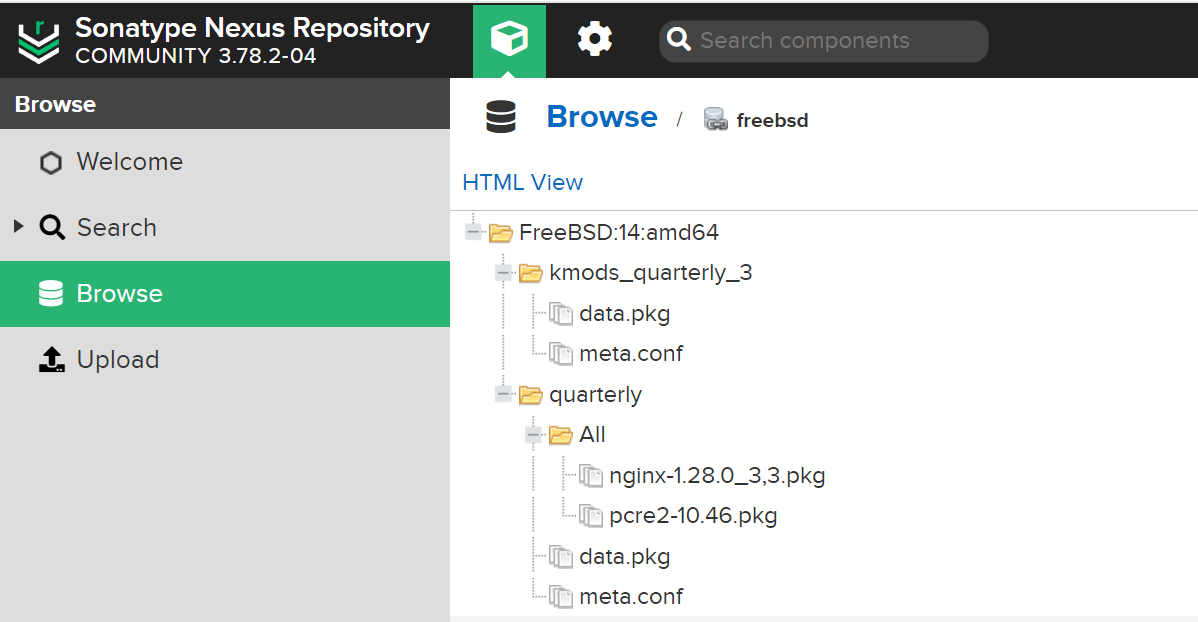 Sonatype Nexus Repository
COMMUNITY 3.78.2-04
Search components
Browse
Welcome
Search
Browse
Upload
Browse / freebsd
HTML View
FreeBSD:14:amd64
kmods_quarterly_3
data.pkg
meta.conf
quarterly
All
nginx-1.28.0_3,3.pkg
pcre2-10.46.pkg
data.pkg
meta.conf